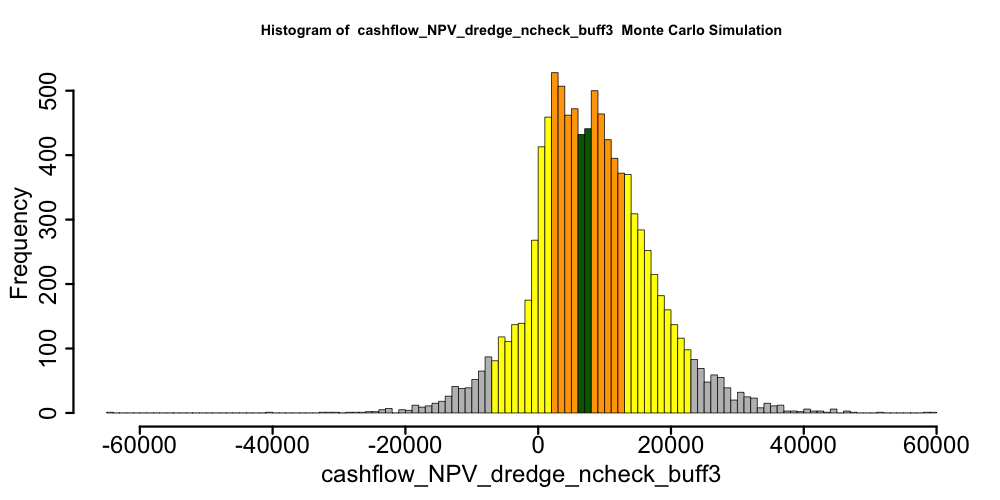 Histogram of  cashflow_NPV_dredge_ncheck_buff3  Monte Carlo Simulation
500
400
300
200
100
0
Frequency
-60000 -40000 -20000 0 20000 40000 60000
cashflow_NPV_dredge_ncheck_buff3